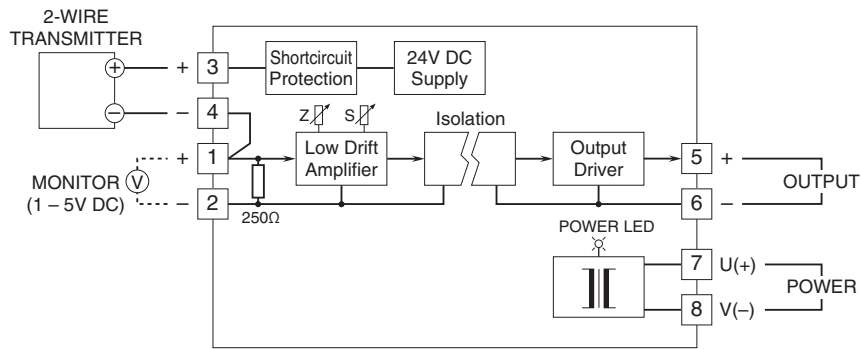 2-WIRE
TRANSMITTER
+
–
+ 3
– 4
+ 1
– 2
MONITOR
(1 – 5V DC)
V
Shortcircuit
Protection
24V DC
Supply
Z
S
Isolation
Low Drift
Amplifier
250Ω
Output
Driver
5 +
6 –
OUTPUT
POWER LED
7 U(+)
8 V(–)
POWER